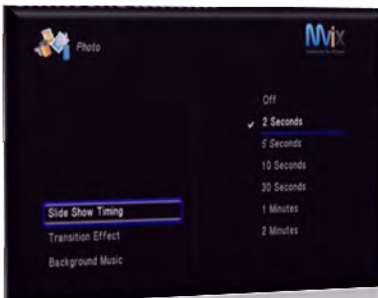 Photo
Mvix
Off
2 Seconds
5 Seconds
10 Seconds
30 Seconds
1 Minutes
2 Minutes
Slide Show Timing
Transition Effect
Background Music